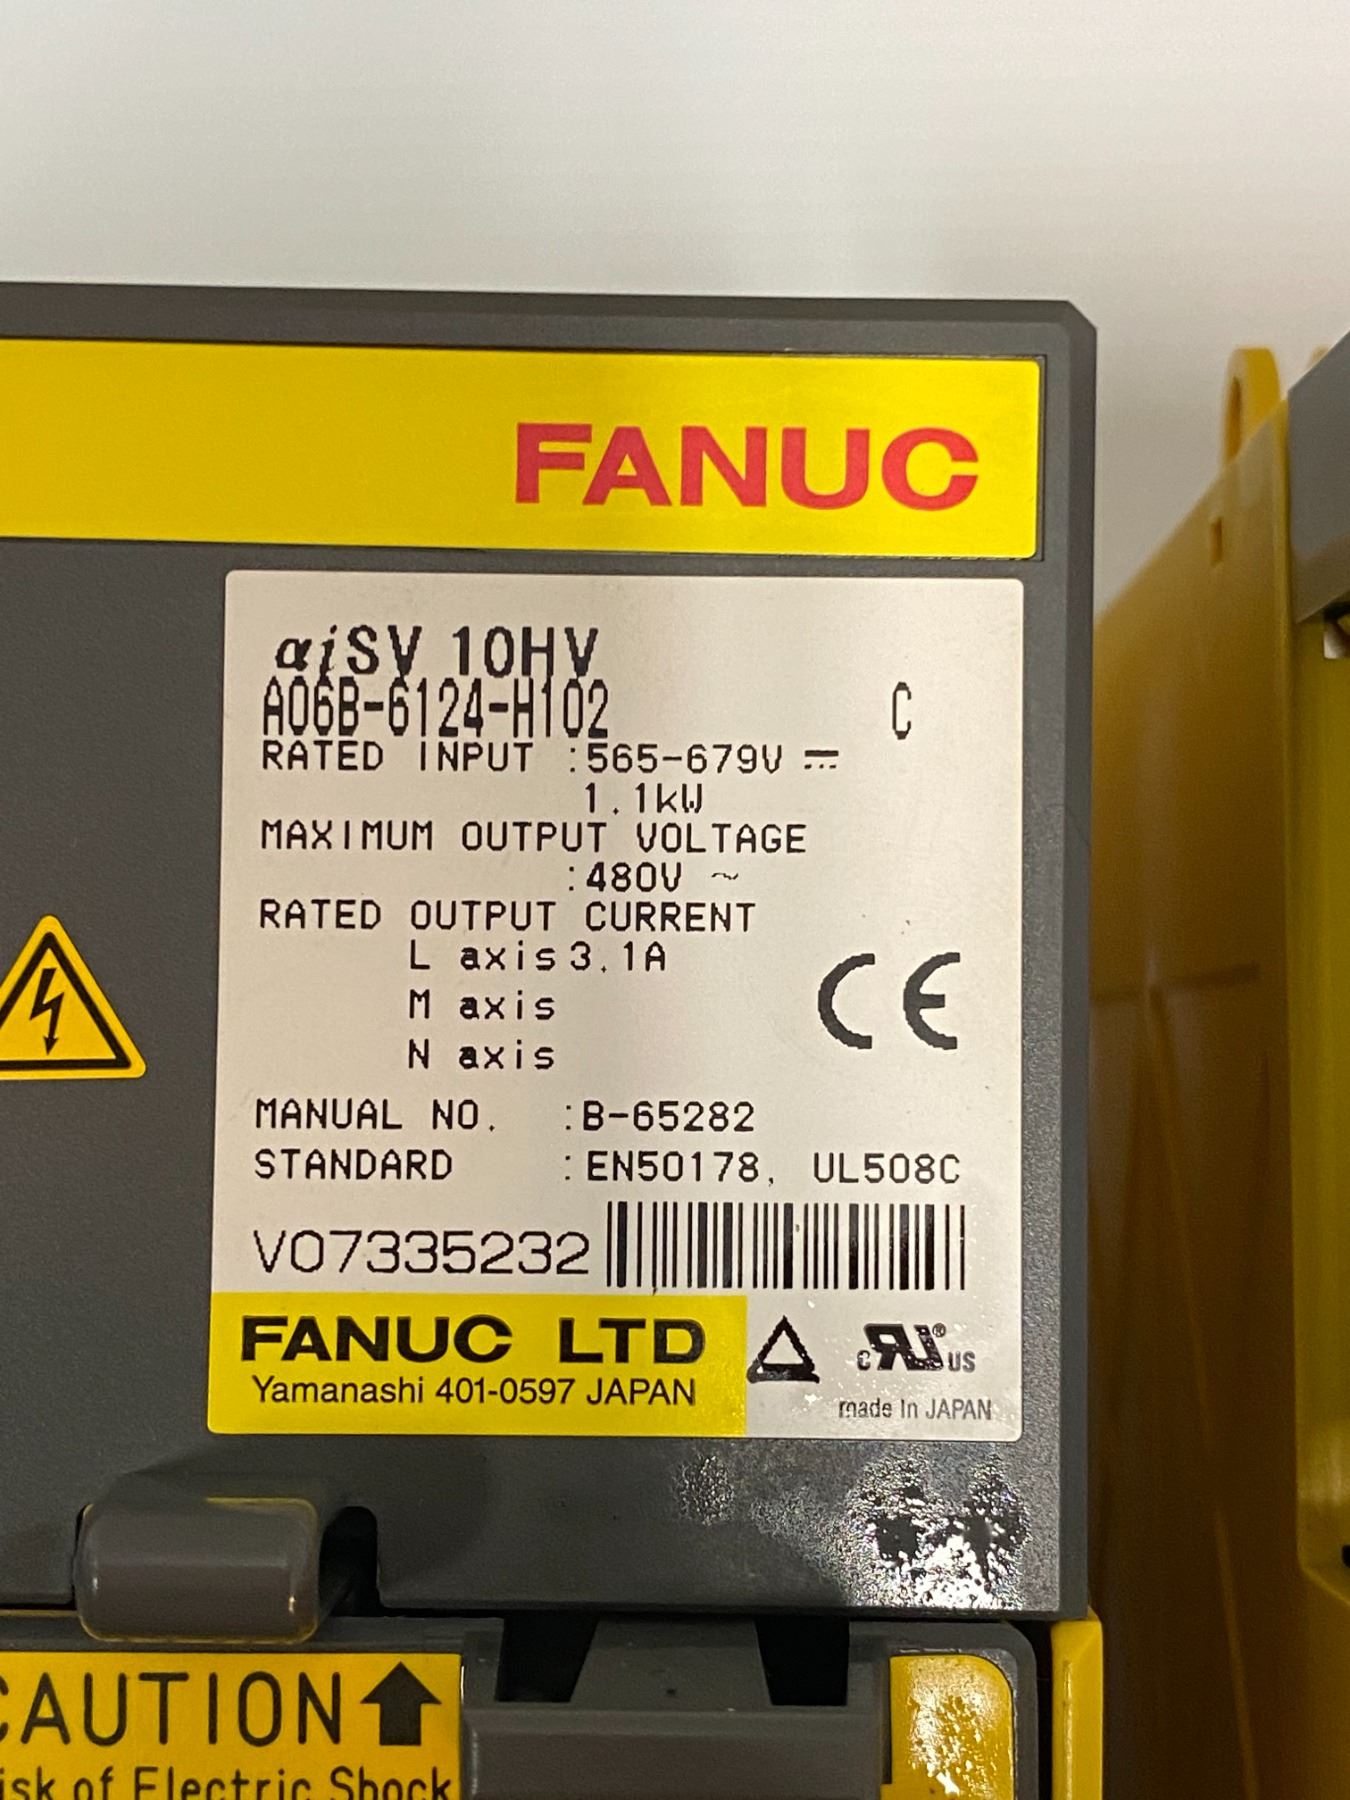 FANUC
αiSV 10HV
A06B-6124-H102 C
RATED INPUT :565-679V ⎓
1.1kW
MAXIMUM OUTPUT VOLTAGE
:480V ~
RATED OUTPUT CURRENT
L axis 3.1A
M axis
N axis
CE
MANUAL NO. :B-65282
STANDARD :EN50178, UL508C
V07335232
FANUC LTD
Yamanashi 401-0597 JAPAN
c RU® US
made In JAPAN
CAUTION
isk of Electric Shock